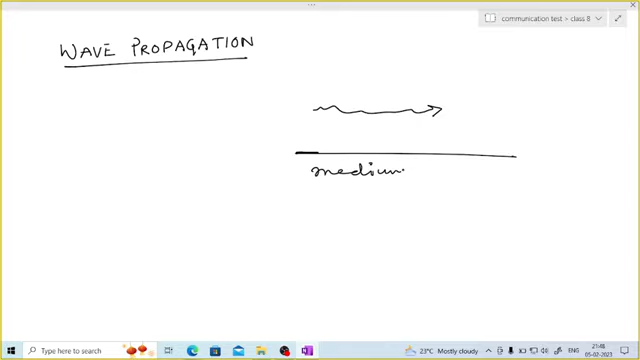 communication test > class 8
WAVE PROPAGATION
medium
Type here to search
23°C Mostly cloudy
ENG
21:48
05-02-2023